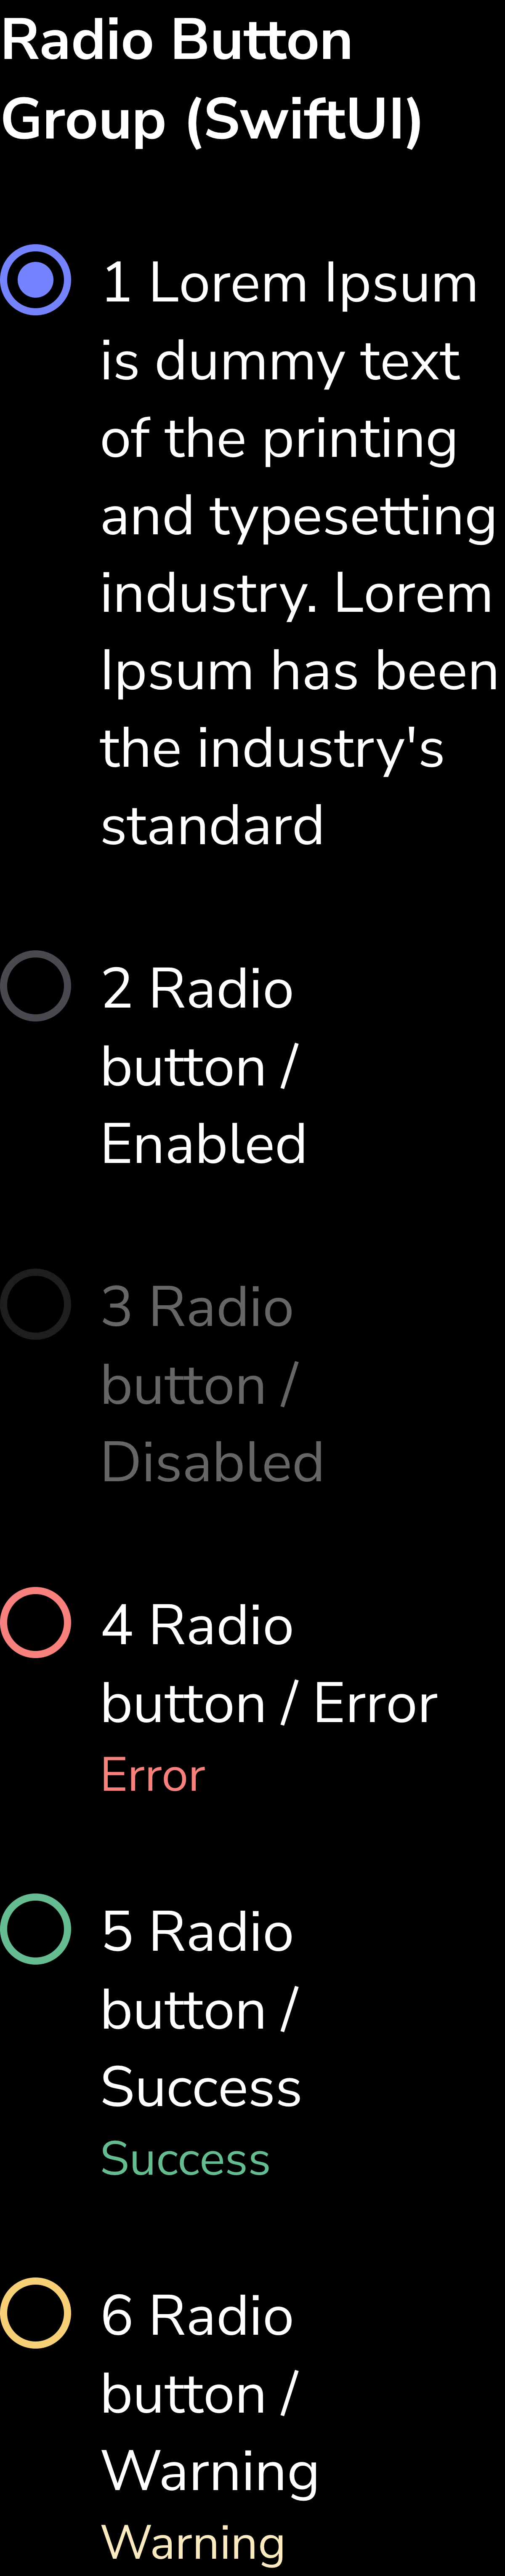 Radio Button
Group (SwiftUI)
1 Lorem Ipsum
is dummy text
of the printing
and typesetting
industry. Lorem
Ipsum has been
the industry's
standard
2 Radio
button /
Enabled
3 Radio
button /
Disabled
4 Radio
button / Error
Error
5 Radio
button /
Success
Success
6 Radio
button /
Warning
Warning